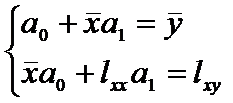 a₀ + x̄a₁ = ȳ
x̄a₀ + lₓₓa₁ = lₓᵧ